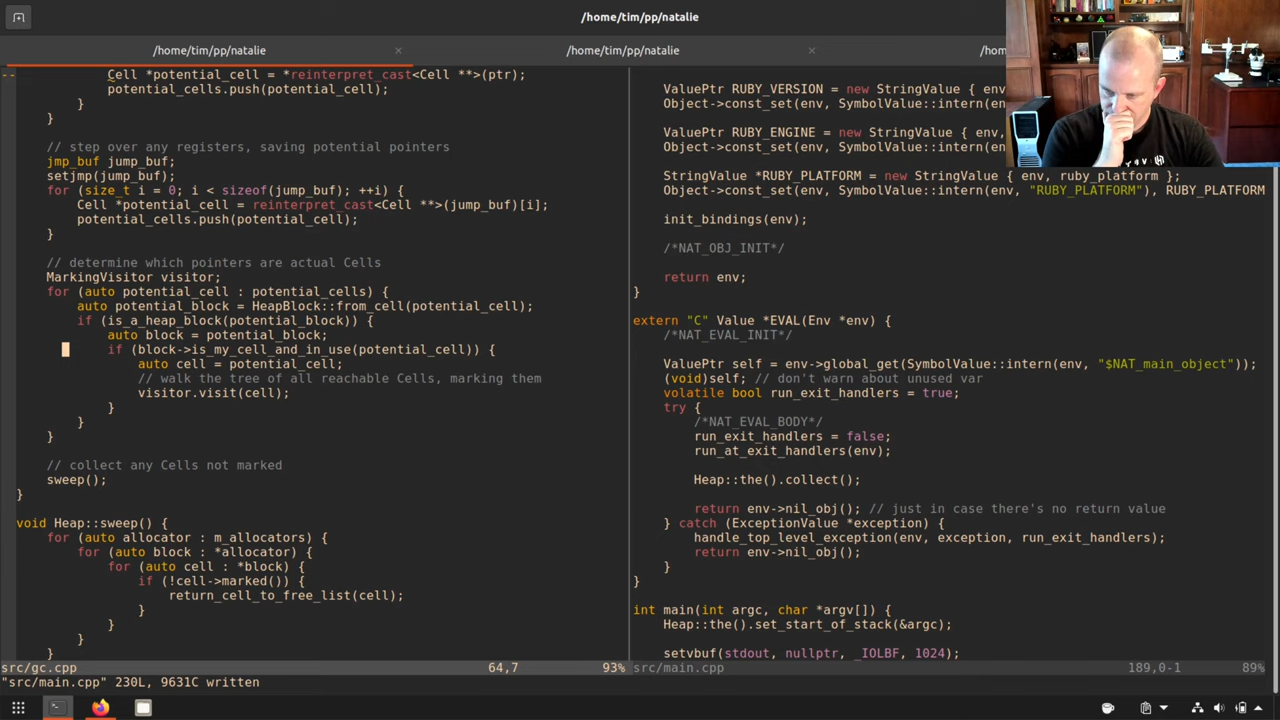 /home/tim/pp/natalie
/home/tim/pp/natalie ×
/home/tim/pp/natalie ×
/hom
-- Cell *potential_cell = *reinterpret_cast<Cell **>(ptr);
potential_cells.push(potential_cell);
}
}
// step over any registers, saving potential pointers
jmp_buf jump_buf;
setjmp(jump_buf);
for (size_t i = 0; i < sizeof(jump_buf); ++i) {
Cell *potential_cell = reinterpret_cast<Cell **>(jump_buf)[i];
potential_cells.push(potential_cell);
}
// determine which pointers are actual Cells
MarkingVisitor visitor;
for (auto potential_cell : potential_cells) {
auto potential_block = HeapBlock::from_cell(potential_cell);
if (is_a_heap_block(potential_block)) {
auto block = potential_block;
if (block->is_my_cell_and_in_use(potential_cell)) {
auto cell = potential_cell;
// walk the tree of all reachable Cells, marking them
visitor.visit(cell);
}
}
}
// collect any Cells not marked
sweep();
}
void Heap::sweep() {
for (auto allocator : m_allocators) {
for (auto block : *allocator) {
for (auto cell : *block) {
if (!cell->marked()) {
return_cell_to_free_list(cell);
}
}
}
}
src/gc.cpp 64,7 93%
ValuePtr RUBY_VERSION = new StringValue { env,
Object->const_set(env, SymbolValue::intern(env,
ValuePtr RUBY_ENGINE = new StringValue { env,
Object->const_set(env, SymbolValue::intern(env,
StringValue *RUBY_PLATFORM = new StringValue { env, ruby_platform };
Object->const_set(env, SymbolValue::intern(env, "RUBY_PLATFORM"), RUBY_PLATFORM
init_bindings(env);
/*NAT_OBJ_INIT*/
return env;
}
extern "C" Value *EVAL(Env *env) {
/*NAT_EVAL_INIT*/
ValuePtr self = env->global_get(SymbolValue::intern(env, "$NAT_main_object"));
(void)self; // don't warn about unused var
volatile bool run_exit_handlers = true;
try {
/*NAT_EVAL_BODY*/
run_exit_handlers = false;
run_at_exit_handlers(env);
Heap::the().collect();
return env->nil_obj(); // just in case there's no return value
} catch (ExceptionValue *exception) {
handle_top_level_exception(env, exception, run_exit_handlers);
return env->nil_obj();
}
}
int main(int argc, char *argv[]) {
Heap::the().set_start_of_stack(&argc);
setvbuf(stdout, nullptr, _IOLBF, 1024);
src/main.cpp 189,0-1 89%
"src/main.cpp" 230L, 9631C written